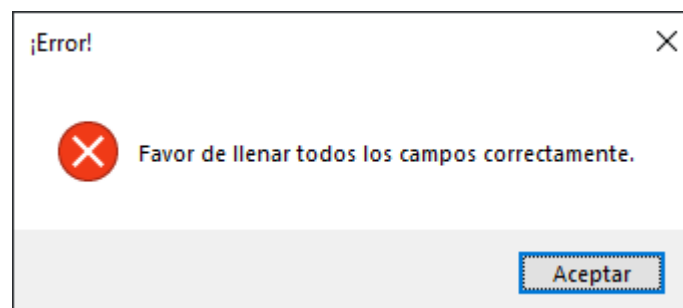 ¡Error!
Favor de llenar todos los campos correctamente.
Aceptar